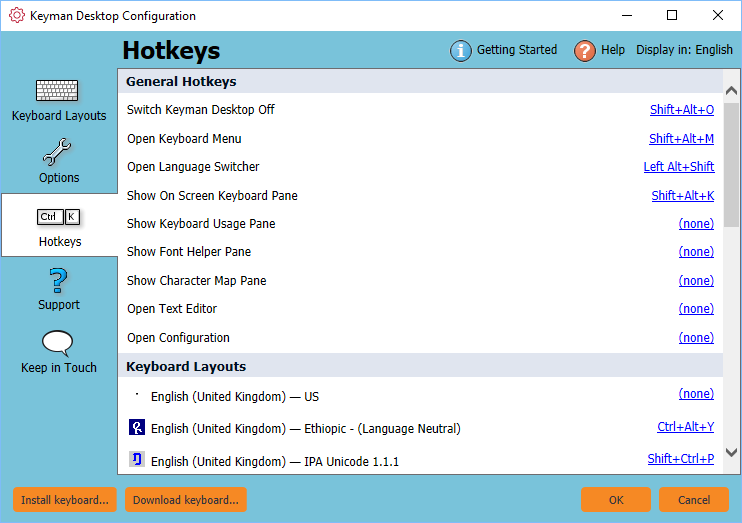 Keyman Desktop Configuration
Hotkeys
Getting Started Help Display in: English
Keyboard Layouts
Options
Ctrl K
Hotkeys
Support
Keep in Touch
General Hotkeys
Switch Keyman Desktop Off Shift+Alt+O
Open Keyboard Menu Shift+Alt+M
Open Language Switcher Left Alt+Shift
Show On Screen Keyboard Pane Shift+Alt+K
Show Keyboard Usage Pane (none)
Show Font Helper Pane (none)
Show Character Map Pane (none)
Open Text Editor (none)
Open Configuration (none)
Keyboard Layouts
English (United Kingdom) — US (none)
English (United Kingdom) — Ethiopic - (Language Neutral) Ctrl+Alt+Y
English (United Kingdom) — IPA Unicode 1.1.1 Shift+Ctrl+P
Install keyboard... Download keyboard... OK Cancel